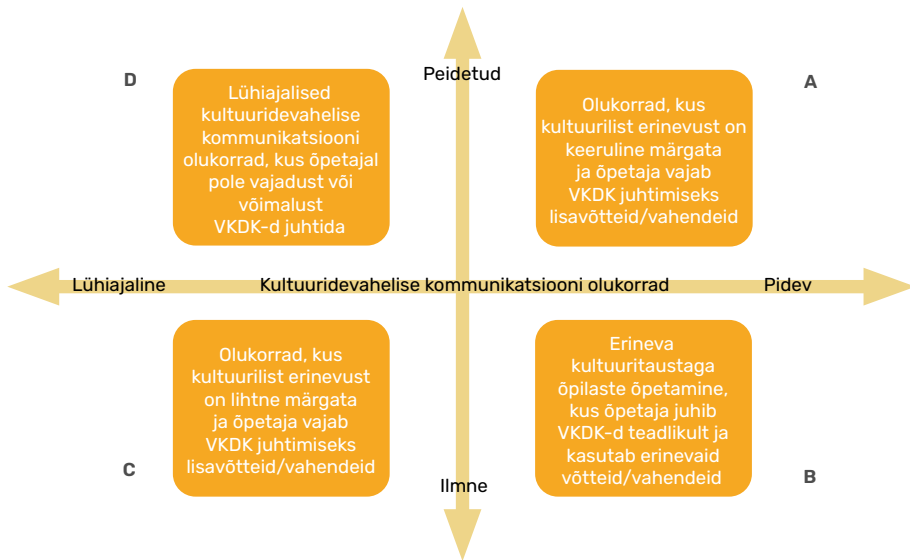 D
Peidetud
A
Lühiajalised
kultuuridevahelise
kommunikatsiooni
olukorrad, kus õpetajal
pole vajadust või
võimalust
VKDK-d juhtida
Olukorrad, kus
kultuurilist erinevust on
keeruline märgata
ja õpetaja vajab
VKDK juhtimiseks
lisavõtteid/vahendeid
Lühiajaline
Kultuuridevahelise kommunikatsiooni olukorrad
Pidev
Olukorrad, kus
kultuurilist erinevust
on lihtne märgata
ja õpetaja vajab
VKDK juhtimiseks
lisavõtteid/vahendeid
Erineva
kultuuritaustaga
õpilaste õpetamine,
kus õpetaja juhib
VKDK-d teadlikult ja
kasutab erinevaid
võtteid/vahendeid
C
Ilmne
B